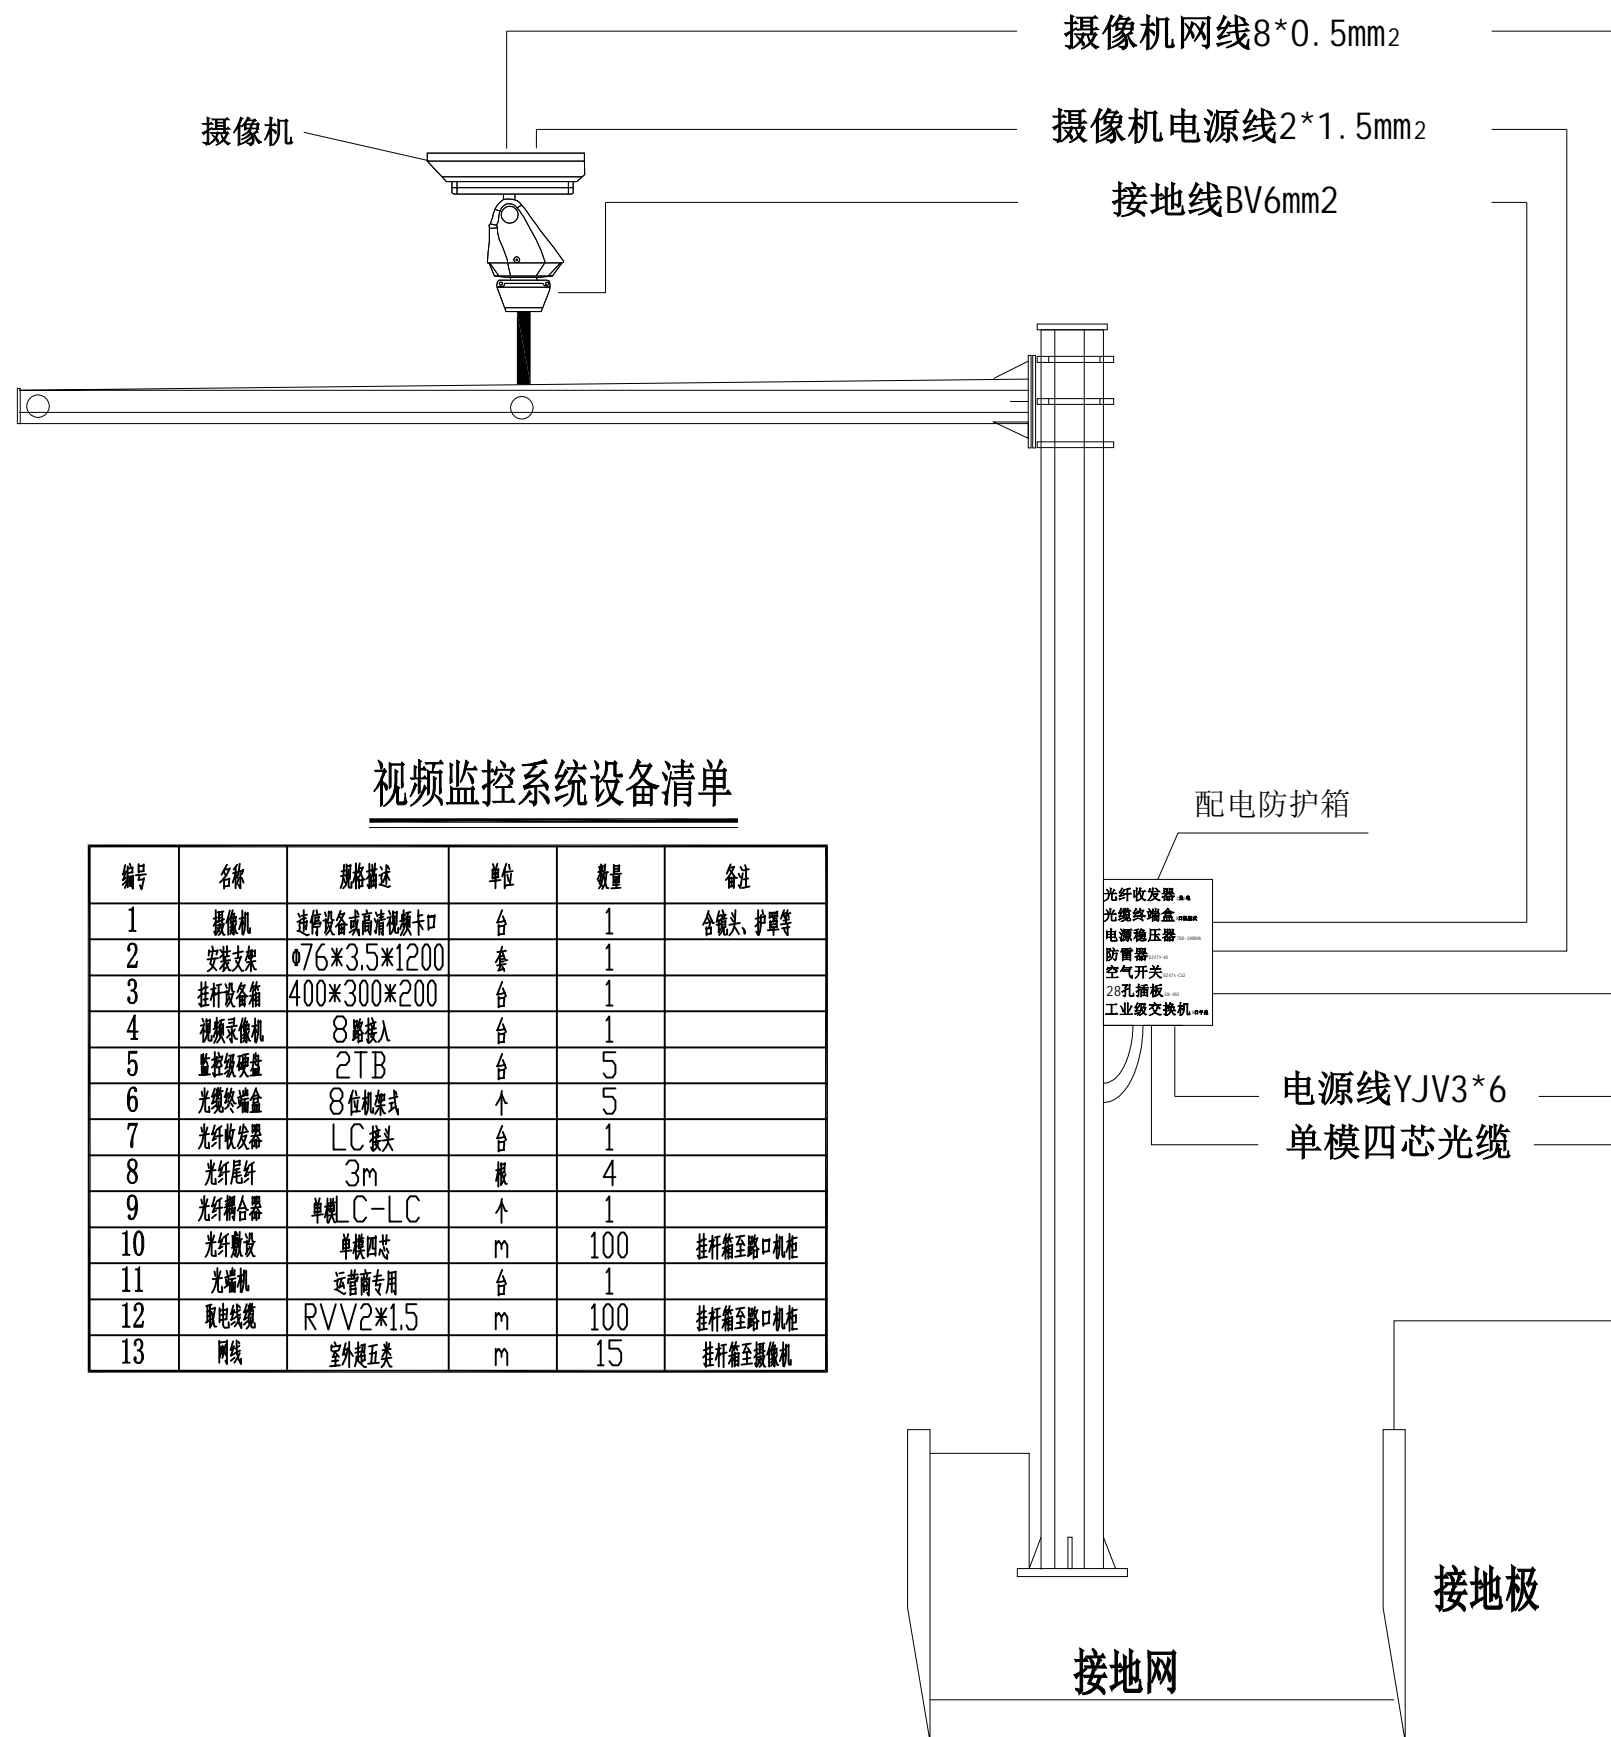 摄像机网线8*0.5mm2
摄像机电源线2*1.5mm2
摄像机
接地线BV6mm2
视频监控系统设备清单
编号 名称 规格描述 单位 数量 备注
1 摄像机 违停设备或高清视频卡口 台 1 含镜头、护罩等
2 安装支架 Φ76*3.5*1200 套 1
3 挂杆设备箱 400*300*200 台 1
4 视频录像机 8路接入 台 1
5 监控级硬盘 2TB 台 5
6 光缆终端盒 8位机架式 个 5
7 光纤收发器 LC接头 台 1
8 光纤尾纤 3m 根 4
9 光纤耦合器 单模LC-LC 个 1
10 光纤敷设 单模四芯 m 100 挂杆箱至路口机柜
11 光端机 运营商专用 台 1
12 取电线缆 RVV2*1.5 m 100 挂杆箱至路口机柜
13 网线 室外超五类 m 15 挂杆箱至摄像机
配电防护箱
光纤收发器
光缆终端盒
电源稳压器
防雷器
空气开关
28孔插板
工业级交换机
电源线YJV3*6
单模四芯光缆
接地极
接地网